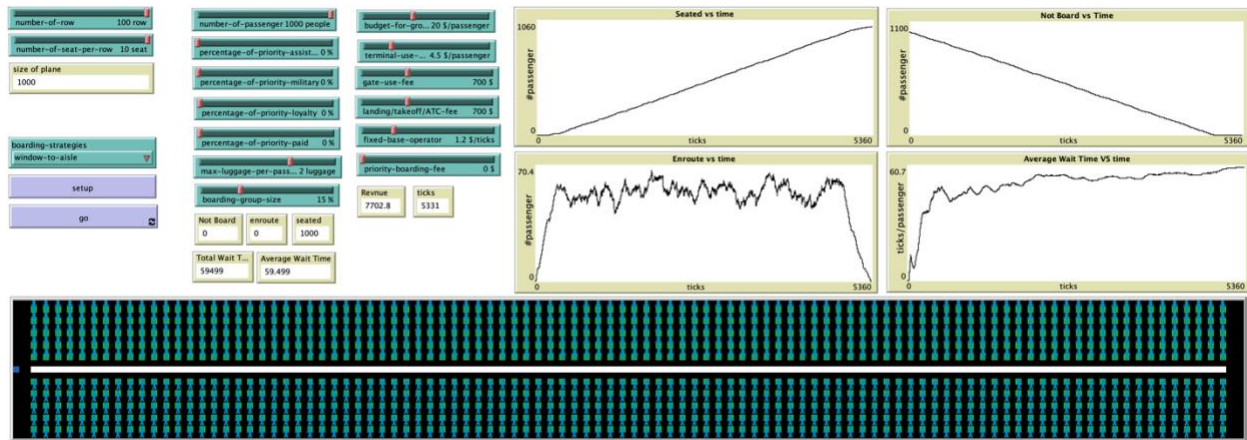 number-of-row 100 row
number-of-seat-per-row 10 seat
size of plane
1000
boarding-strategies
window-to-aisle
setup
go
number-of-passenger 1000 people
percentage-of-priority-assist... 0 %
percentage-of-priority-military 0 %
percentage-of-priority-loyalty 0 %
percentage-of-priority-paid 0 %
max-luggage-per-pass... 2 luggage
boarding-group-size 15 %
Not Board
0
enroute
0
seated
1000
Total Wait T...
59499
Average Wait Time
59.499
budget-for-gro... 20 $/passenger
terminal-use-... 4.5 $/passenger
gate-use-fee 700 $
landing/takeoff/ATC-fee 700 $
fixed-base-operator 1.2 $/ticks
priority-boarding-fee 0 $
Revnue
7702.8
ticks
5331
Seated vs time
1060
#passenger
0
0
ticks
5360
Not Board vs Time
1100
#passenger
0
0
ticks
5360
Enroute vs time
70.4
#passenger
0
0
ticks
5360
Average Wait Time VS time
60.7
ticks/passenger
0
0
ticks
5360